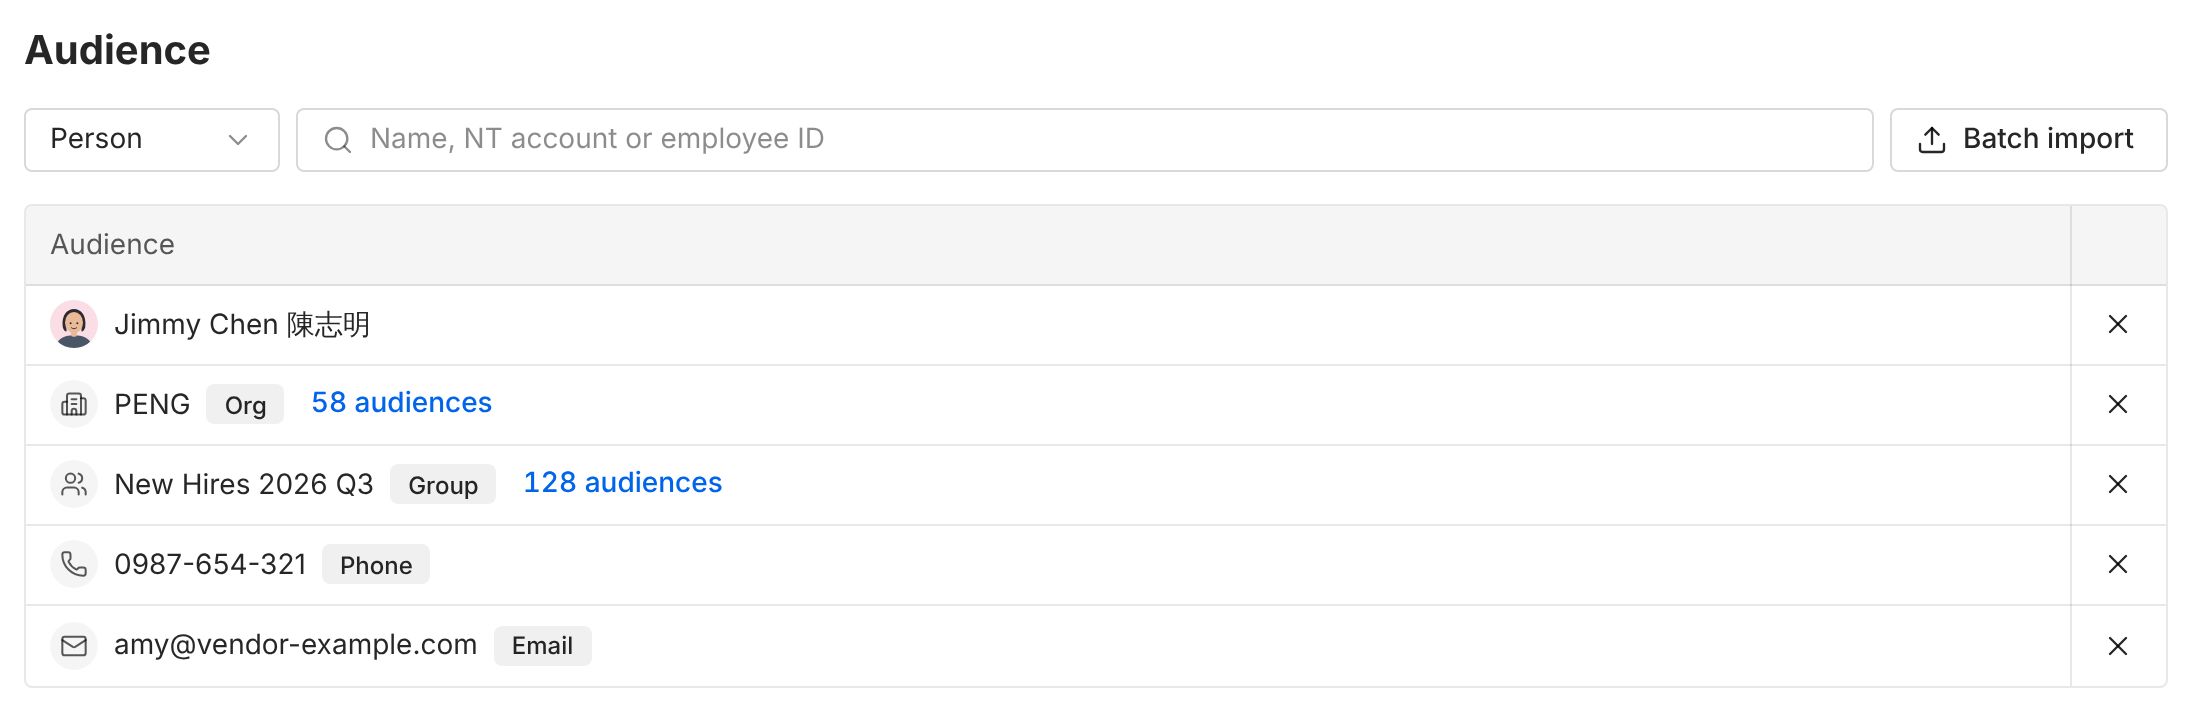 Audience
Person
Name, NT account or employee ID
Batch import
Audience
Jimmy Chen 陳志明
PENG Org 58 audiences
New Hires 2026 Q3 Group 128 audiences
0987-654-321 Phone
amy@vendor-example.com Email